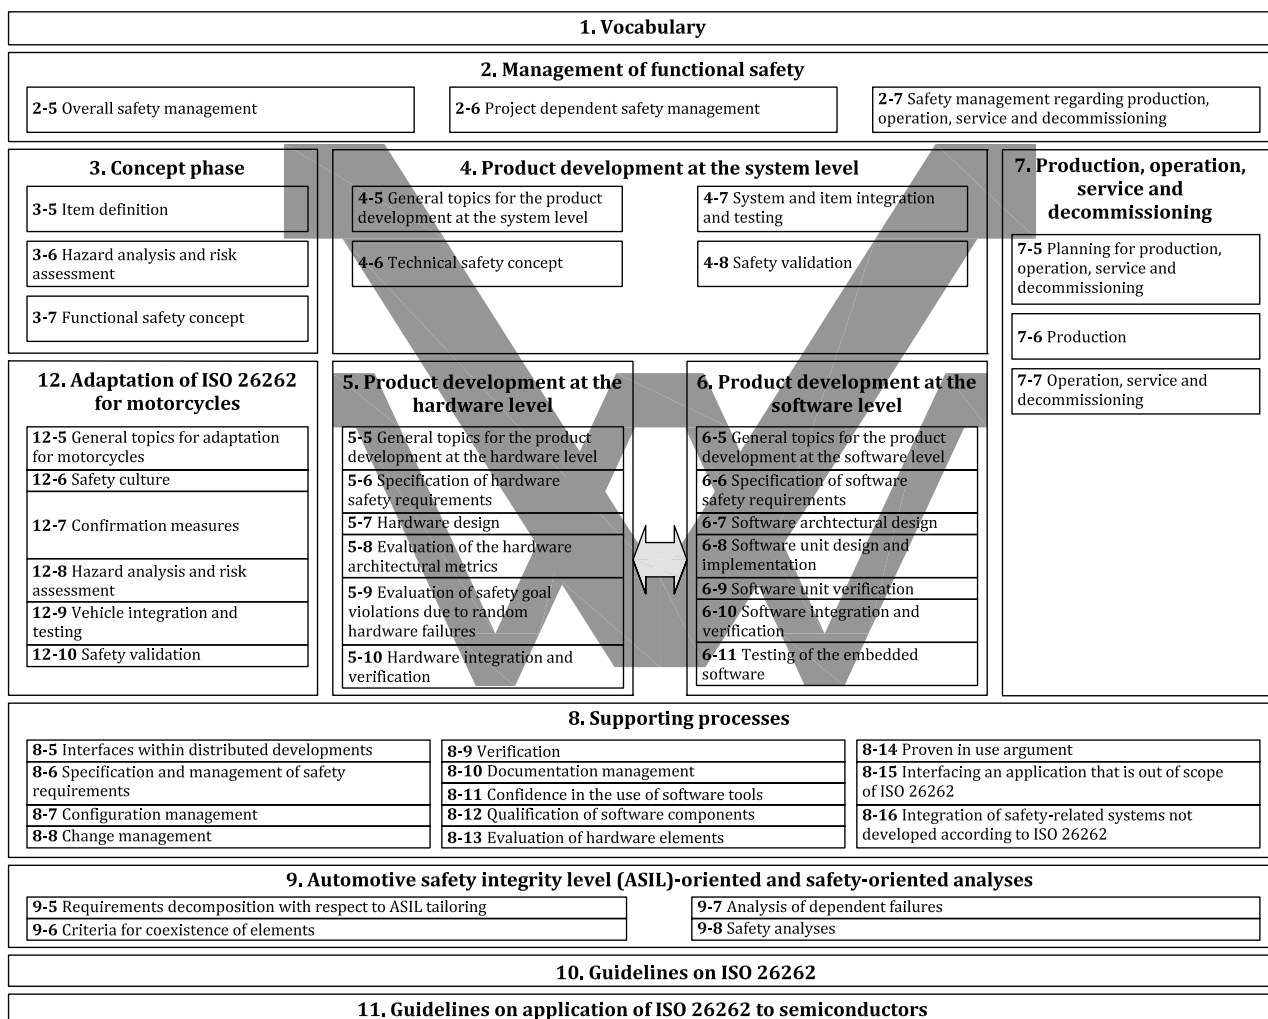 1. Vocabulary
2. Management of functional safety
2-5 Overall safety management
2-6 Project dependent safety management
2-7 Safety management regarding production,
operation, service and decommissioning
3. Concept phase
3-5 Item definition
3-6 Hazard analysis and risk
assessment
3-7 Functional safety concept
4. Product development at the system level
4-5 General topics for the product
development at the system level
4-6 Technical safety concept
4-7 System and item integration
and testing
4-8 Safety validation
7. Production, operation,
service and
decommissioning
7-5 Planning for production,
operation, service and
decommissioning
7-6 Production
7-7 Operation, service and
decommissioning
12. Adaptation of ISO 26262
for motorcycles
12-5 General topics for adaptation
for motorcycles
12-6 Safety culture
12-7 Confirmation measures
12-8 Hazard analysis and risk
assessment
12-9 Vehicle integration and
testing
12-10 Safety validation
5. Product development at the
hardware level
5-5 General topics for the product
development at the hardware level
5-6 Specification of hardware
safety requirements
5-7 Hardware design
5-8 Evaluation of the hardware
architectural metrics
5-9 Evaluation of safety goal
violations due to random
hardware failures
5-10 Hardware integration and
verification
6. Product development at the
software level
6-5 General topics for the product
development at the software level
6-6 Specification of software
safety requirements
6-7 Software archtectural design
6-8 Software unit design and
implementation
6-9 Software unit verification
6-10 Software integration and
verification
6-11 Testing of the embedded
software
8. Supporting processes
8-5 Interfaces within distributed developments
8-6 Specification and management of safety
requirements
8-7 Configuration management
8-8 Change management
8-9 Verification
8-10 Documentation management
8-11 Confidence in the use of software tools
8-12 Qualification of software components
8-13 Evaluation of hardware elements
8-14 Proven in use argument
8-15 Interfacing an application that is out of scope
of ISO 26262
8-16 Integration of safety-related systems not
developed according to ISO 26262
9. Automotive safety integrity level (ASIL)-oriented and safety-oriented analyses
9-5 Requirements decomposition with respect to ASIL tailoring
9-6 Criteria for coexistence of elements
9-7 Analysis of dependent failures
9-8 Safety analyses
10. Guidelines on ISO 26262
11. Guidelines on application of ISO 26262 to semiconductors